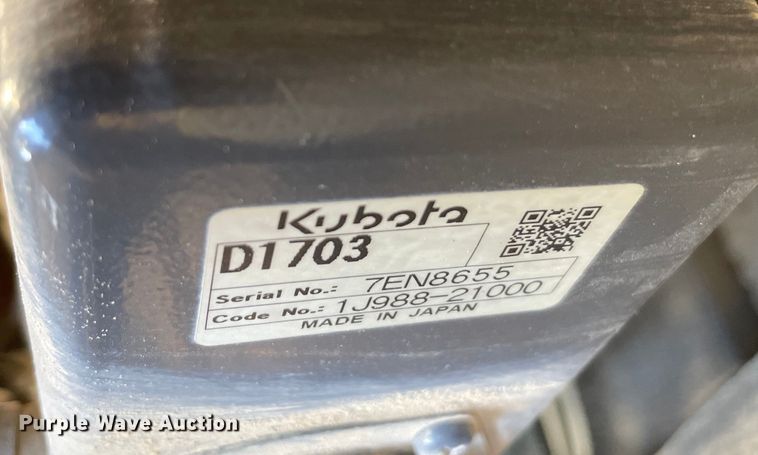 Kubota
D1703
Serial No.: 7EN8655
Code No.: 1J988-21000
MADE IN JAPAN
Purple Wave Auction